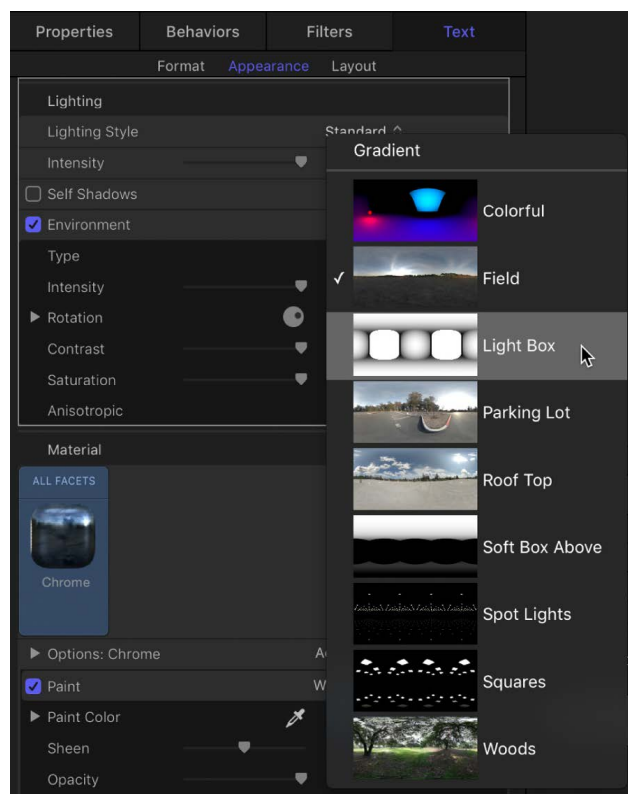 Properties Behaviors Filters Text
Format Appearance Layout
Lighting
Lighting Style Standard
Intensity
Self Shadows
Environment
Type
Intensity
Rotation
Contrast
Saturation
Anisotropic
Material
ALL FACETS
Chrome
Options: Chrome
Paint
Paint Color
Sheen
Opacity
Gradient
Colorful
Field
Light Box
Parking Lot
Roof Top
Soft Box Above
Spot Lights
Squares
Woods